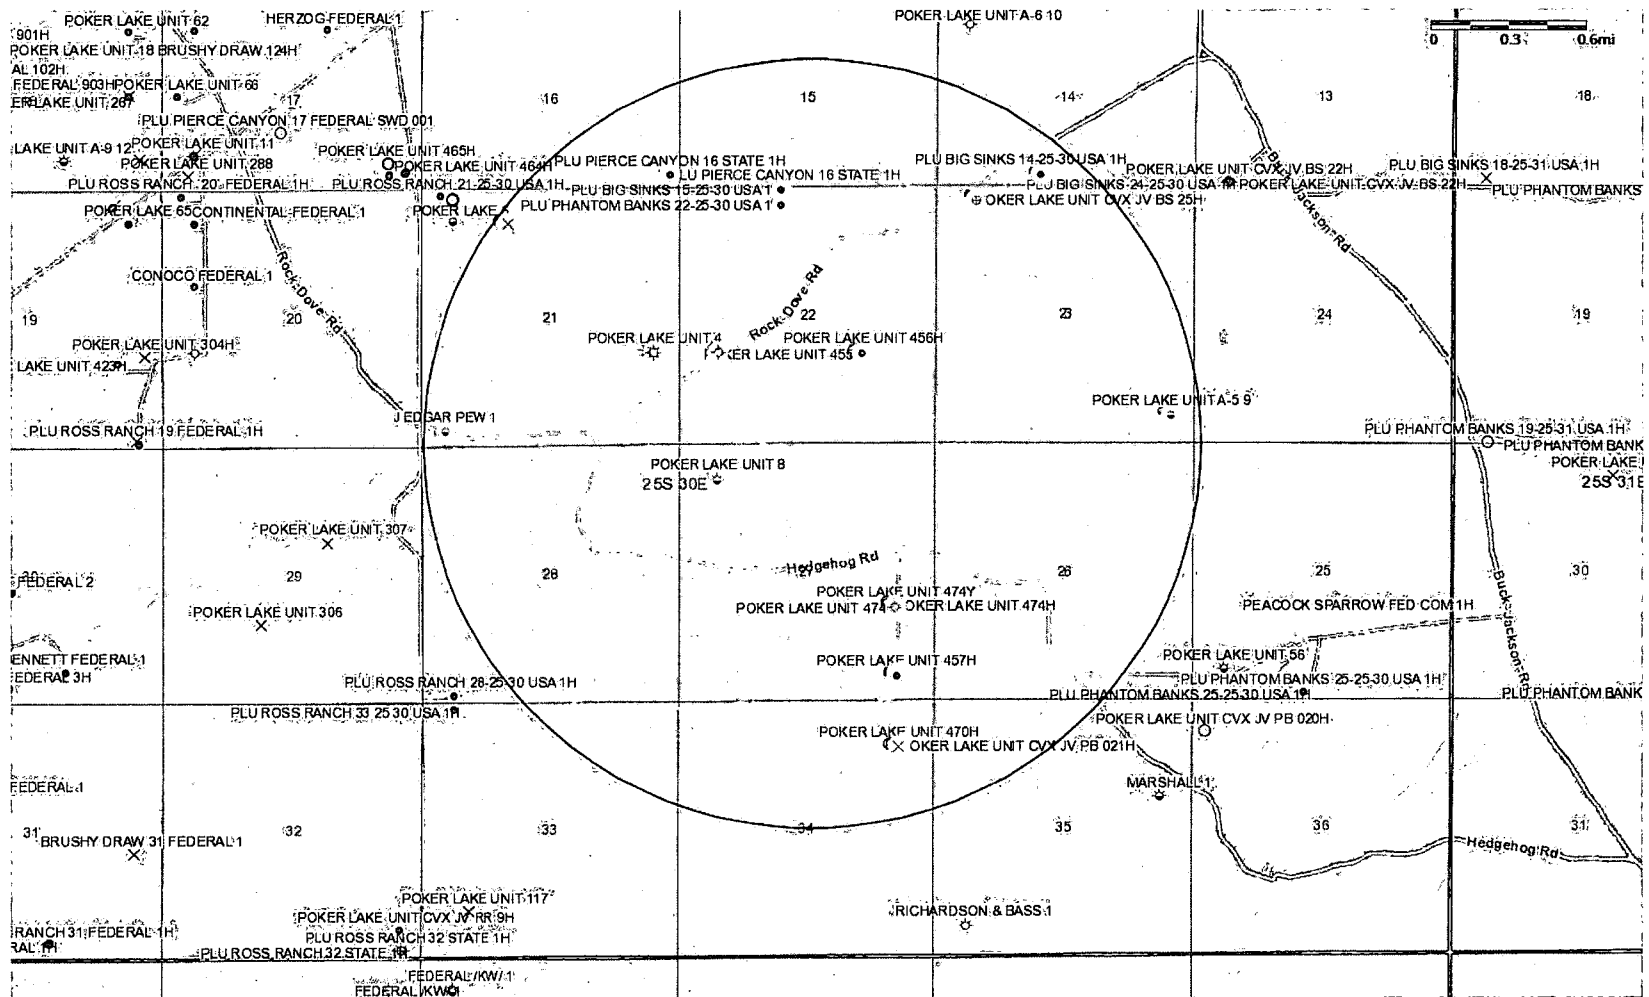 POKER LAKE UNIT 62
HERZOG FEDERAL 1
POKER LAKE UNIT A-6 10
0 0.3 0.6mi
901H
POKER LAKE UNIT 18 BRUSHY DRAW 124H
AL 102H
FEDERAL 903H
POKER LAKE UNIT 66
ER LAKE UNIT 267
17
16
15
14
13
18
PLU PIERCE CANYON 17 FEDERAL SWD 001
LAKE UNIT A-9 12
POKER LAKE UNIT 11
POKER LAKE UNIT 465H
POKER LAKE UNIT 288
POKER LAKE UNIT 464H
PLU PIERCE CANYON 16 STATE 1H
LU PIERCE CANYON 16 STATE 1H
PLU BIG SINKS 14-25-30 USA 1H
POKER LAKE UNIT CVX JV BS 22H
PLU BIG SINKS 18-25-31 USA 1H
PLU ROSS RANCH 20 FEDERAL 1H
PLU ROSS RANCH 21-25-30 USA 1H
PLU BIG SINKS 15-25-30 USA 1
PLU BIG SINKS 24-25-30 USA 1H
POKER LAKE UNIT CVX JV BS 22H
PLU PHANTOM BANKS
POKER LAKE 65
CONTINENTAL FEDERAL 1
POKER LAKE
PLU PHANTOM BANKS 22-25-30 USA 1
OKER LAKE UNIT CVX JV BS 25H
Buck Jackson Rd
CONOCO FEDERAL 1
Rock Dove Rd
Rock Dove Rd
19
20
21
22
23
24
19
POKER LAKE UNIT 304H
POKER LAKE UNIT 4
POKER LAKE UNIT 456H
KER LAKE UNIT 455
LAKE UNIT 423H
J EDGAR PEW 1
POKER LAKE UNIT A-5 9
PLU ROSS RANCH 19 FEDERAL 1H
PLU PHANTOM BANKS 19-25-31 USA 1H
PLU PHANTOM BANK
POKER LAKE UNIT 8
25S 30E
POKER LAKE
25S 31E
POKER LAKE UNIT 307
Hedgehog Rd
30
FEDERAL 2
29
28
27
26
25
30
POKER LAKE UNIT 306
POKER LAKE UNIT 474Y
POKER LAKE UNIT 474
OKER LAKE UNIT 474H
PEACOCK SPARROW FED COM 1H
Buck Jackson Rd
ENNETT FEDERAL 1
EDERAL 3H
POKER LAKE UNIT 457H
POKER LAKE UNIT 56
PLU ROSS RANCH 28-25-30 USA 1H
PLU PHANTOM BANKS 25-25-30 USA 1H
PLU PHANTOM BANKS 25-25-30 USA 1H
PLU PHANTOM BANK
PLU ROSS RANCH 33 25 30 USA 1H
POKER LAKE UNIT CVX JV PB 020H
POKER LAKE UNIT 470H
OKER LAKE UNIT CVX JV PB 021H
FEDERAL 1
MARSHALL 1
31
32
33
34
35
36
31
BRUSHY DRAW 31 FEDERAL 1
Hedgehog Rd
POKER LAKE UNIT 117
POKER LAKE UNIT CVX JV RR 9H
RICHARDSON & BASS 1
RANCH 31 FEDERAL 1H
PLU ROSS RANCH 32 STATE 1H
RAL 1H
PLU ROSS RANCH 32 STATE 1H
FEDERAL /KW/ 1
FEDERAL /KW/